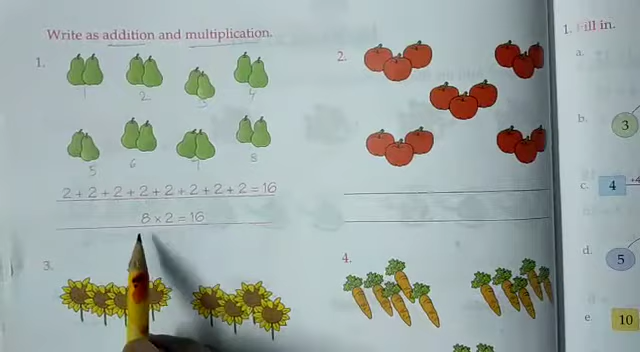 Write as addition and multiplication.
1. Fill in.
1.
2.
a.
1 2 3 4
b.
3
5 6 7 8
2 + 2 + 2 + 2 + 2 + 2 + 2 + 2 = 16
c. 4 +4
8 × 2 = 16
3.
4.
d. 5
e. 10